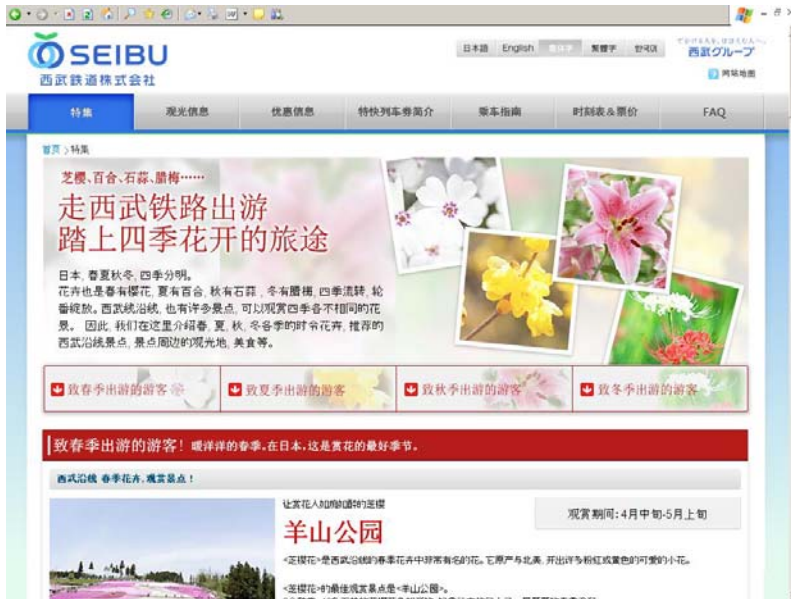 SEIBU
西武鉄道株式会社
日本語 English 简体字 繁體字 한국어
西武グループ
网站地图
特集 观光信息 优惠信息 特快列车券简介 乘车指南 时刻表&票价 FAQ
首页 > 特集
芝樱、百合、石蒜、腊梅……
走西武铁路出游
踏上四季花开的旅途
日本, 春夏秋冬, 四季分明。
花卉也是春有樱花, 夏有百合, 秋有石蒜, 冬有腊梅, 四季流转, 轮
番绽放。西武线沿线, 也有许多景点, 可以观赏四季各不相同的花
景。 因此, 我们在这里介绍春, 夏, 秋, 冬各季的时令花卉, 推荐的
西武沿线景点, 景点周边的观光地, 美食等。
致春季出游的游客 致夏季出游的游客 致秋季出游的游客 致冬季出游的游客
致春季出游的游客! 暖洋洋的春季。在日本,这是赏花的最好季节。
西武沿线 春季花卉,观赏景点!
让赏花人如痴如醉的芝樱
羊山公园
观赏期间:4月中旬-5月上旬
<芝樱花>是西武沿线的春季花卉中非常有名的花。它原产与北美, 开出许多粉红或黄色的可爱的小花。
<芝樱花>的最佳观赏景点是<羊山公园>。